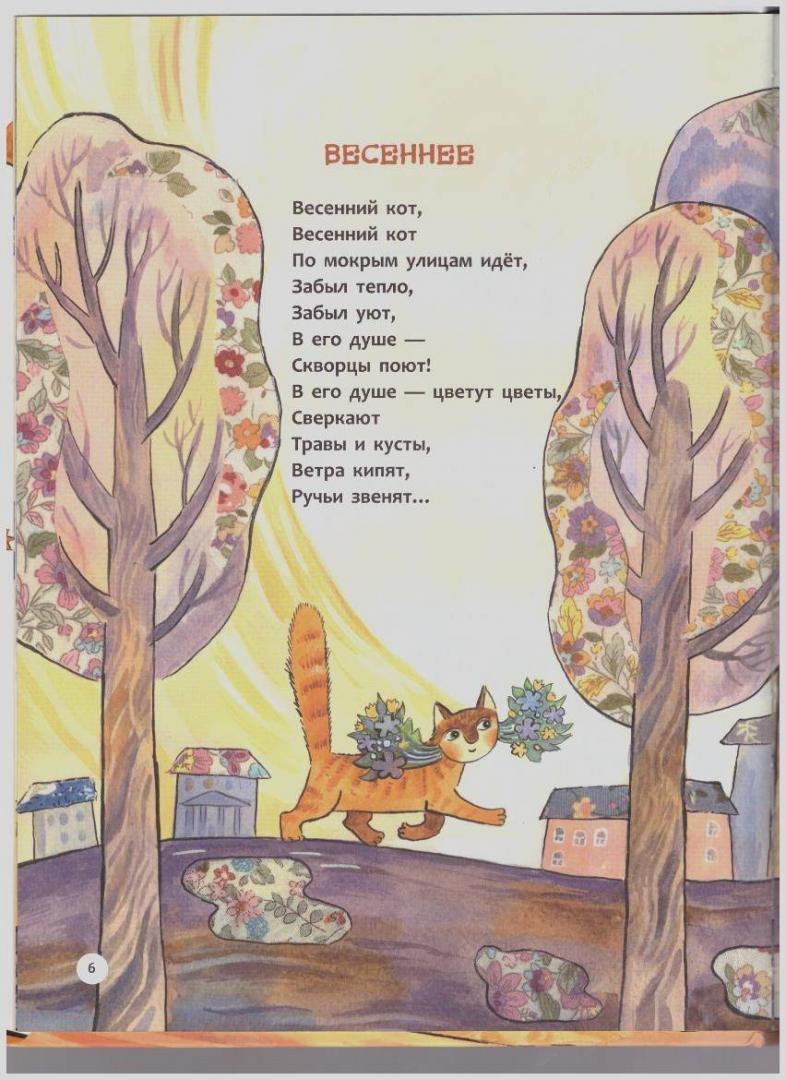 ВЕСЕННЕЕ
Весенний кот,
Весенний кот
По мокрым улицам идёт,
Забыл тепло,
Забыл уют,
В его душе —
Скворцы поют!
В его душе — цветут цветы,
Сверкают
Травы и кусты,
Ветра кипят,
Ручьи звенят...
6